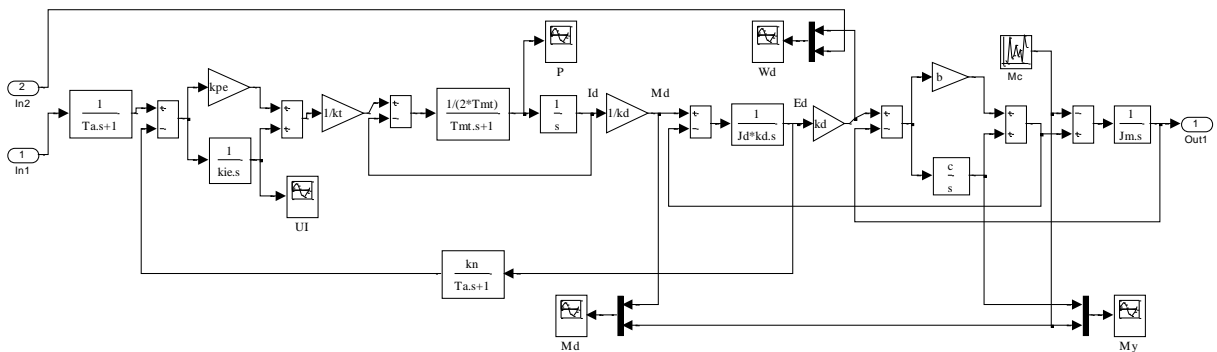 2
In2
1
In1
1
Ta.s+1
kpe
1
kie.s
UI
1/kt
1/(2*Tmt)
Tmt.s+1
P
1
s
Id
1/kd
Md
1
Jd*kd.s
Ed
kd
Wd
b
c
s
Mc
1
Jm.s
1
Out1
kn
Ta.s+1
Md
My